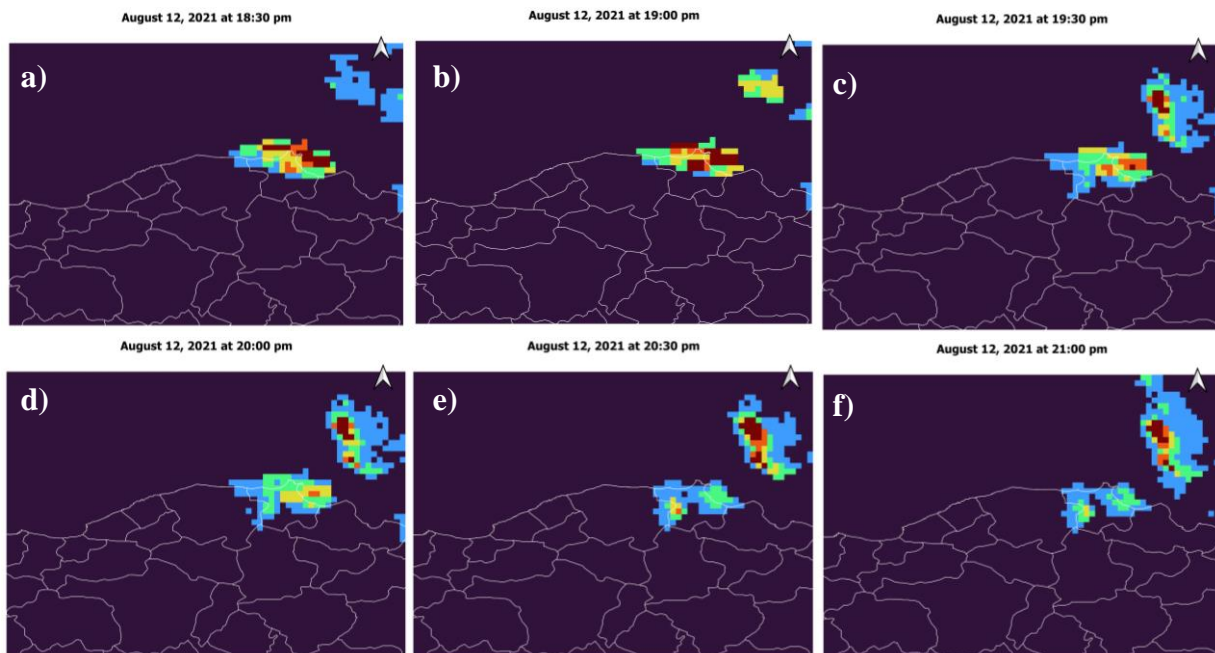 August 12, 2021 at 18:30 pm
August 12, 2021 at 19:00 pm
August 12, 2021 at 19:30 pm
a)
b)
c)
August 12, 2021 at 20:00 pm
August 12, 2021 at 20:30 pm
August 12, 2021 at 21:00 pm
d)
e)
f)